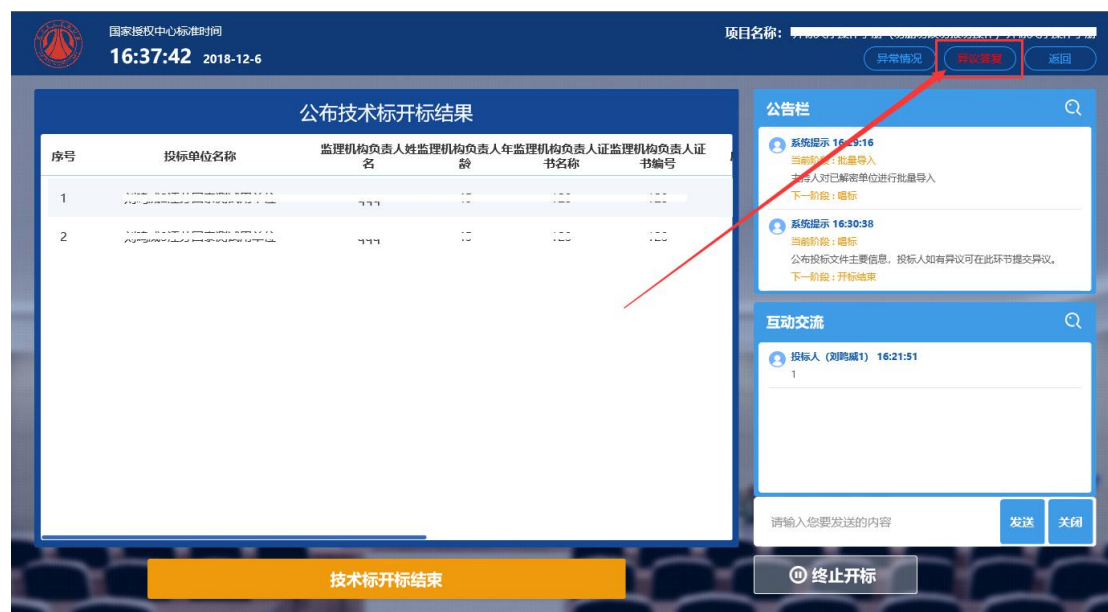 国家授权中心标准时间
16:37:42 2018-12-6
项目名称：
异常情况 异议答复 返回
公布技术标开标结果
序号 投标单位名称 监理机构负责人姓名 监理机构负责人年龄 监理机构负责人证书名称 监理机构负责人证书编号
1
2
公告栏
系统提示 16:29:16
当前阶段：批量导入
主持人对已解密单位进行批量导入
下一阶段：唱标
系统提示 16:30:38
当前阶段：唱标
公布投标文件主要信息，投标人如有异议可在此环节提交异议。
下一阶段：开标结束
互动交流
投标人（刘鸣威1） 16:21:51
1
请输入您要发送的内容 发送 关闭
技术标开标结束
终止开标